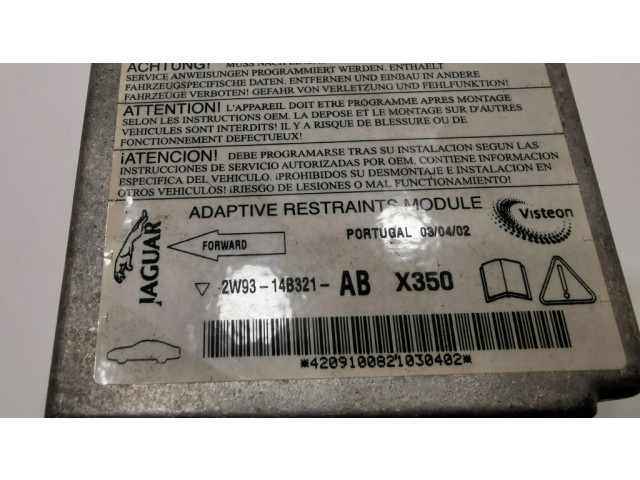 ACHTUNG! MUSS NACH EINBAU
SERVICE ANWEISUNGEN PROGRAMMIERT WERDEN. ENTHAELT
FAHRZEUGSPEZIFISCHE DATEN. ENTFERNEN UND EINBAU IN ANDERE
FAHRZEUGE VERBOTEN! GEFAHR VON VERLETZUNG UND FEHLFUNKTION!
ATTENTION! L'APPAREIL DOIT ETRE PROGRAMME APRES MONTAGE
SELON LES INSTRUCTIONS OEM. LA DEPOSE ET LE MONTAGE SUR D'AUTRES
VEHICULES SONT INTERDITS! IL Y A RISQUE DE BLESSURE OU DE
FONCTIONNEMENT DEFECTUEUX!
¡ATENCION! DEBE PROGRAMARSE TRAS SU INSTALACION SEGUN LAS
INSTRUCCIONES DE SERVICIO AUTORIZADAS POR OEM. CONTIENE INFORMACION
ESPECIFICA DEL VEHICULO. ¡PROHIBIDOS SU DESMONTAJE E INSTALACION EN
OTROS VEHICULOS! ¡RIESGO DE LESIONES O MAL FUNCIONAMIENTO!
ADAPTIVE RESTRAINTS MODULE
Visteon
JAGUAR
FORWARD
PORTUGAL 03/04/02
2W93-14B321-AB X350
*4209100821030402*